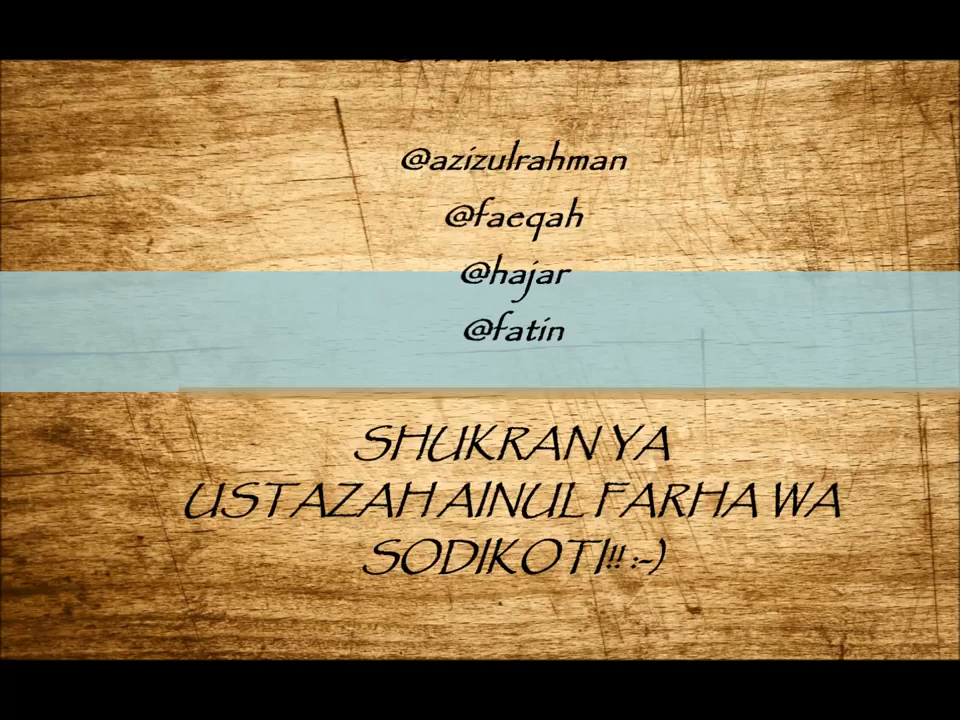 @azizulrahman
@faeqah
@hajar
@fatin
SHUKRAN YA
USTAZAH AINUL FARHA WA
SODIKOTI!! :-)